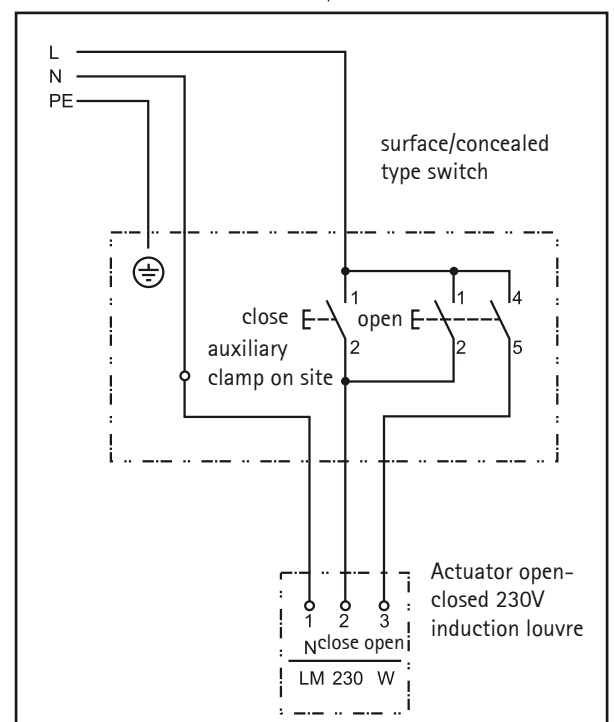 L
N
PE
surface/concealed
type switch
1 1 4
close open
2 2 5
auxiliary
clamp on site
Actuator open-
closed 230V
induction louvre
1 2 3
N close open
LM 230 W